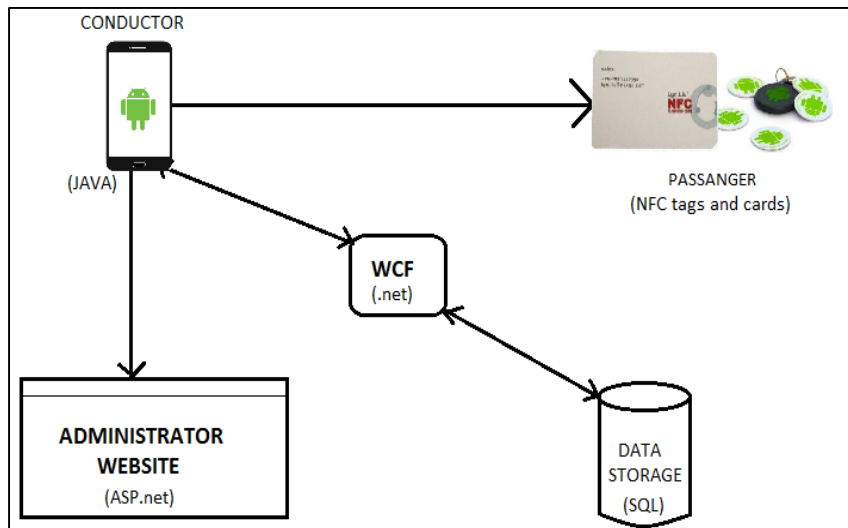 CONDUCTOR
(JAVA)
NFC
PASSANGER
(NFC tags and cards)
WCF
(.net)
ADMINISTRATOR
WEBSITE
(ASP.net)
DATA
STORAGE
(SQL)